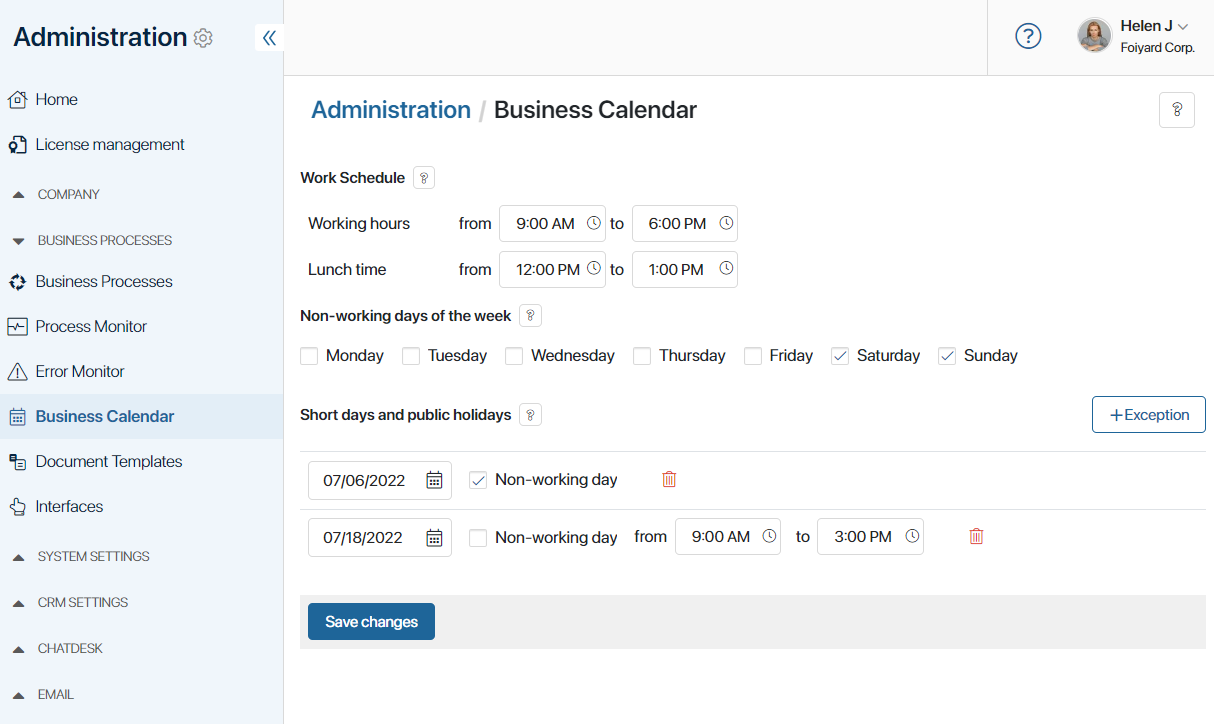 Administration
Home
License management
COMPANY
BUSINESS PROCESSES
Business Processes
Process Monitor
Error Monitor
Business Calendar
Document Templates
Interfaces
SYSTEM SETTINGS
CRM SETTINGS
CHATDESK
EMAIL
?
Helen J
Foiyard Corp.
Administration / Business Calendar ?
Work Schedule ?
Working hours from 9:00 AM to 6:00 PM
Lunch time from 12:00 PM to 1:00 PM
Non-working days of the week ?
Monday Tuesday Wednesday Thursday Friday Saturday Sunday
Short days and public holidays ? +Exception
07/06/2022 Non-working day
07/18/2022 Non-working day from 9:00 AM to 3:00 PM
Save changes